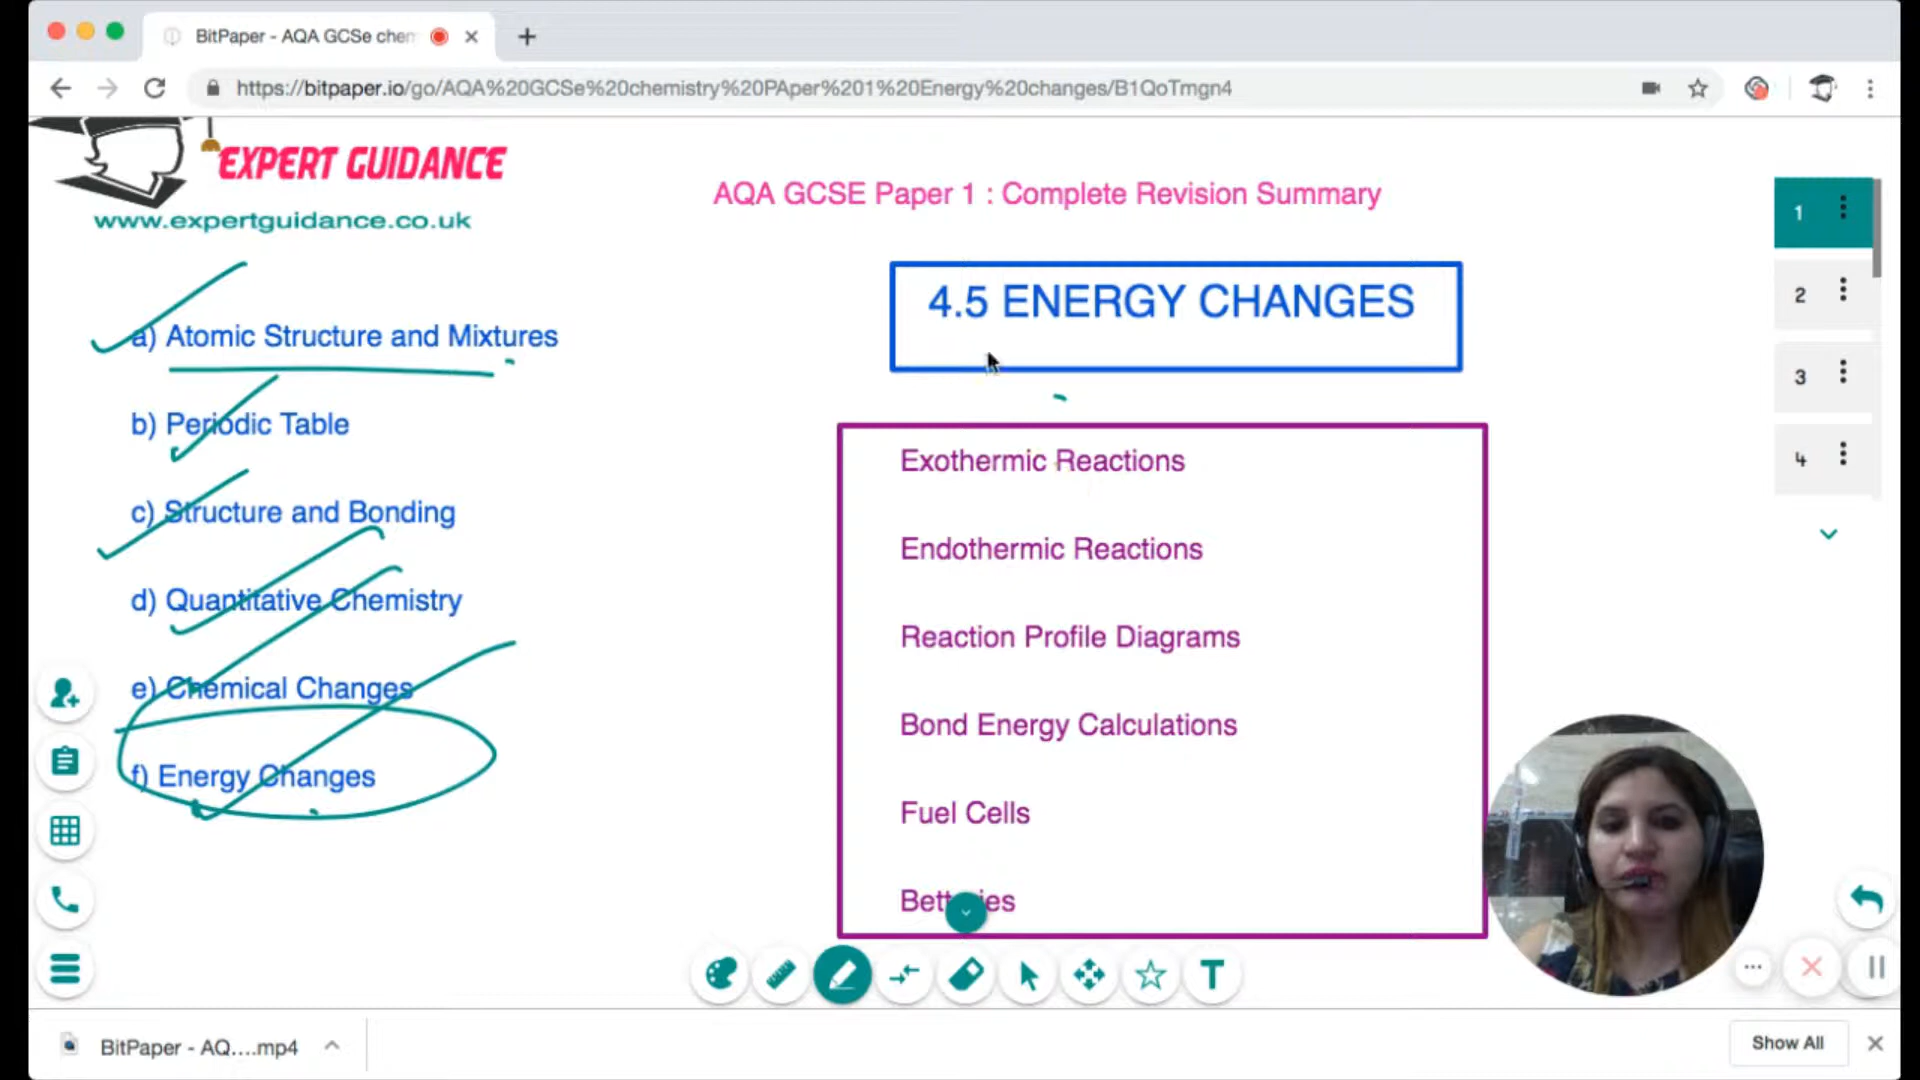 BitPaper - AQA GCSe chem
https://bitpaper.io/go/AQA%20GCSe%20chemistry%20PAper%201%20Energy%20changes/B1QoTmgn4
EXPERT GUIDANCE
www.expertguidance.co.uk
AQA GCSE Paper 1 : Complete Revision Summary
4.5 ENERGY CHANGES
a) Atomic Structure and Mixtures
b) Periodic Table
c) Structure and Bonding
d) Quantitative Chemistry
e) Chemical Changes
f) Energy Changes
Exothermic Reactions
Endothermic Reactions
Reaction Profile Diagrams
Bond Energy Calculations
Fuel Cells
1
2
3
4
T
BitPaper - AQ....mp4
Show All